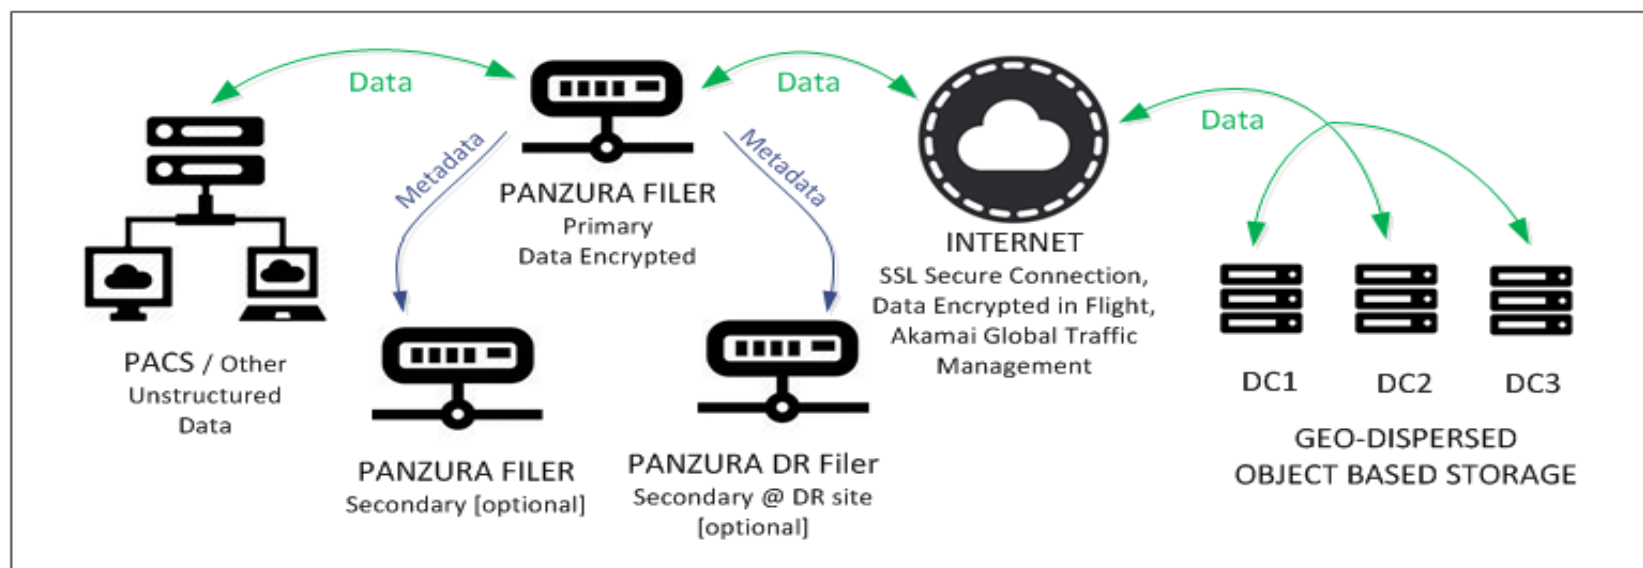 Data
Data
Data
Metadata
Metadata
PANZURA FILER
Primary
Data Encrypted
INTERNET
SSL Secure Connection,
Data Encrypted in Flight,
Akamai Global Traffic
Management
PACS / Other
Unstructured
Data
PANZURA FILER
Secondary [optional]
PANZURA DR Filer
Secondary @ DR site
[optional]
DC1
DC2
DC3
GEO-DISPERSED
OBJECT BASED STORAGE